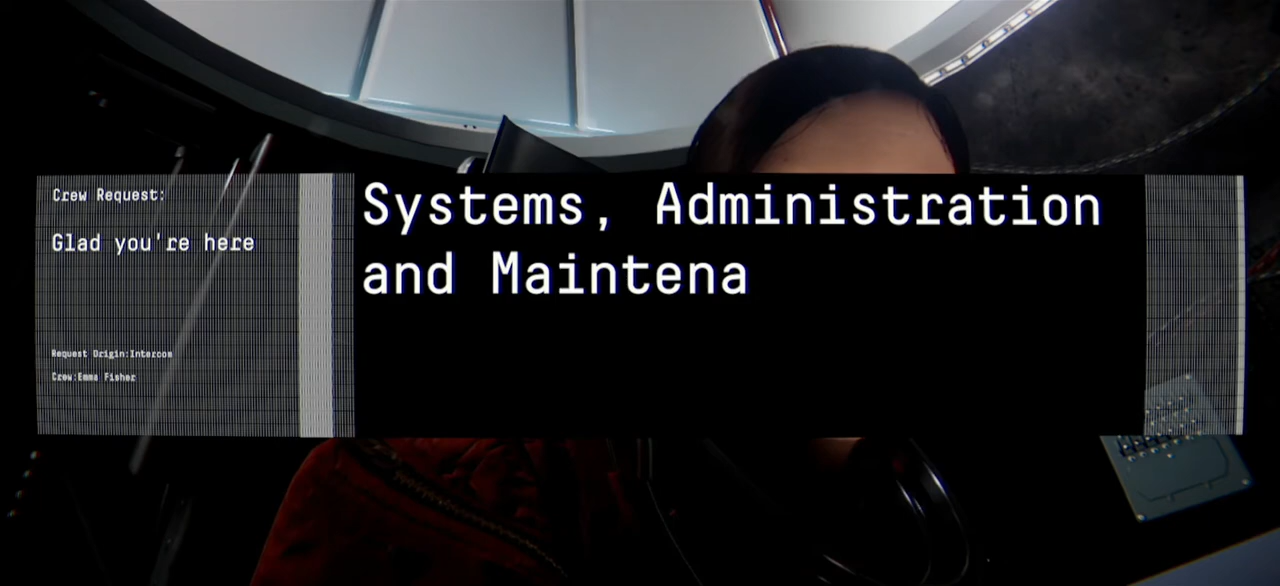 Crew Request:
Glad you're here
Request Origin:Intercom
Crew:Emma Fisher
Systems, Administration
and Maintena